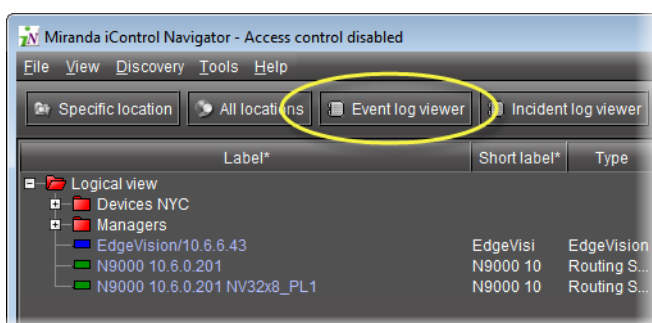 Miranda iControl Navigator - Access control disabled
File View Discovery Tools Help
Specific location All locations Event log viewer Incident log viewer
Label* Short label* Type
Logical view
Devices NYC
Managers
EdgeVision/10.6.6.43 EdgeVisi EdgeVision
N9000 10.6.0.201 N9000 10 Routing S...
N9000 10.6.0.201 NV32x8_PL1 N9000 10 Routing S...